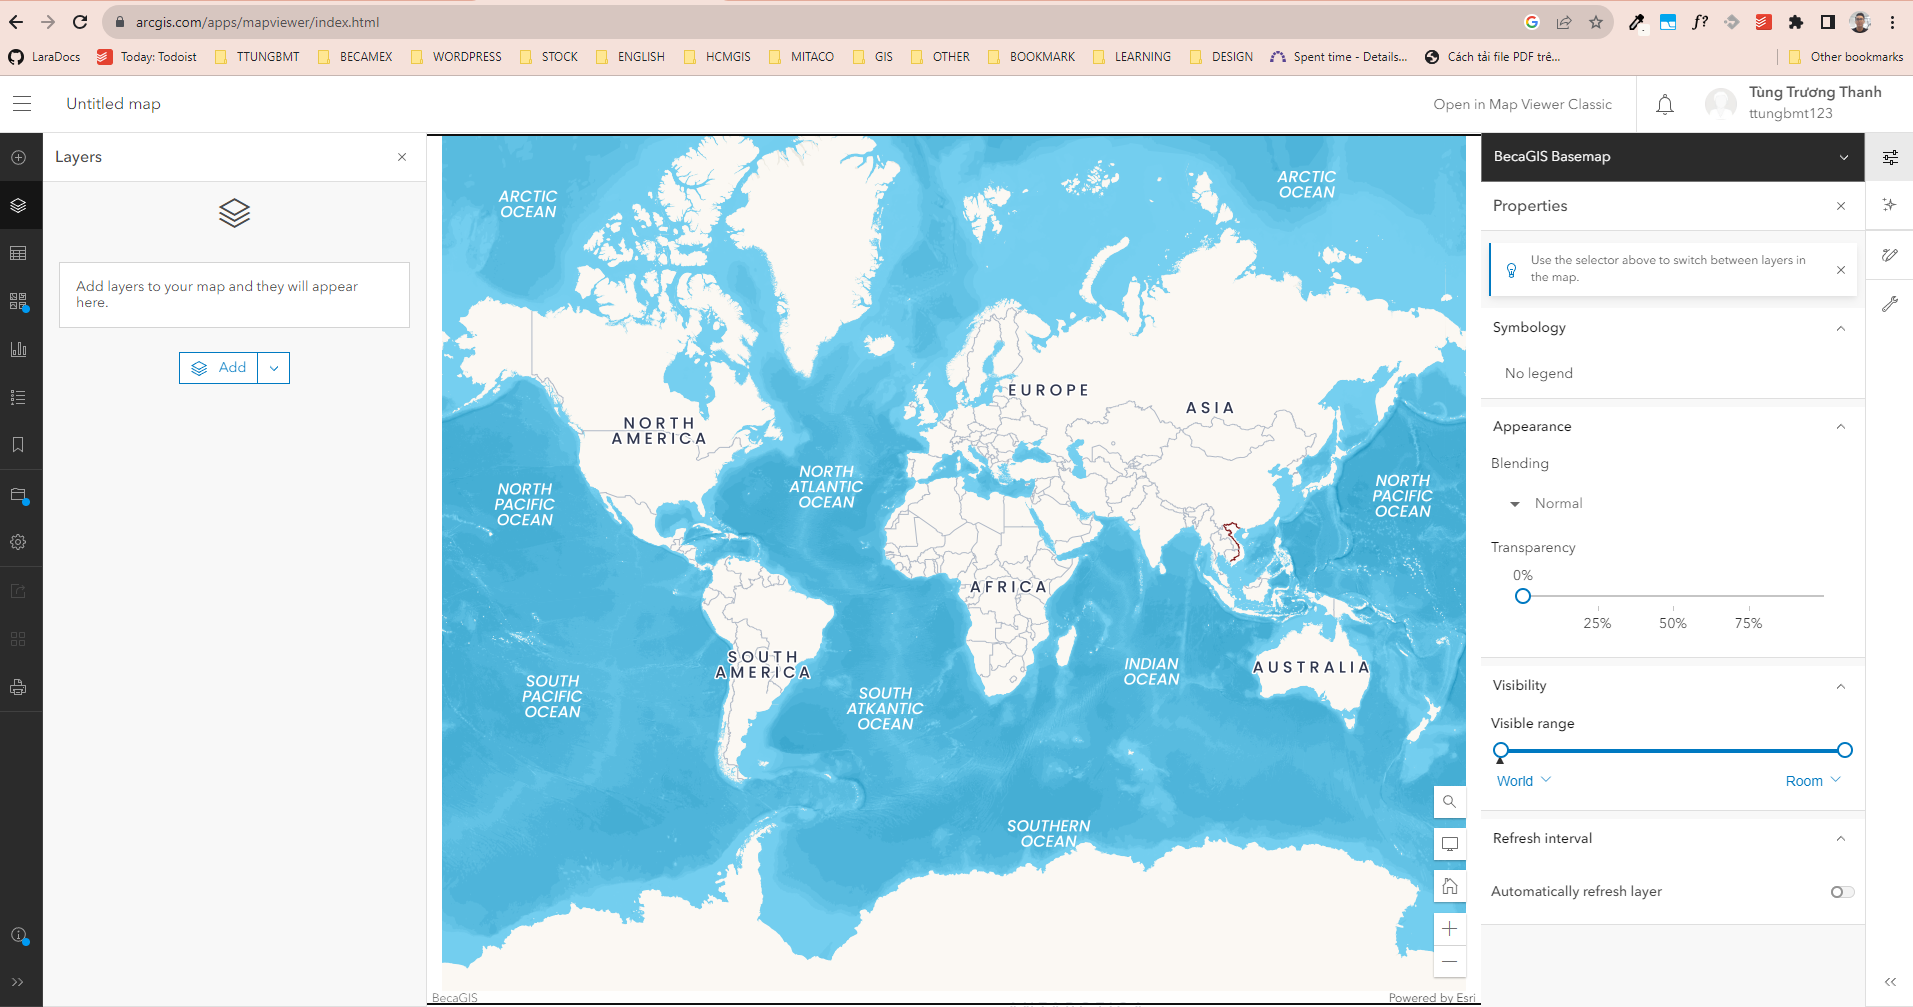 arcgis.com/apps/mapviewer/index.html
LaraDocs
Today: Todoist
TTUNGBMT
BECAMEX
WORDPRESS
STOCK
ENGLISH
HCMGIS
MITACO
GIS
OTHER
BOOKMARK
LEARNING
DESIGN
Spent time - Details...
Cách tải file PDF trê...
Other bookmarks
Untitled map
Open in Map Viewer Classic
Tùng Trương Thanh
ttungbmt123
Layers
Add layers to your map and they will appear
here.
Add
ARCTIC
OCEAN
ARCTIC
OCEAN
EUROPE
ASIA
NORTH
AMERICA
NORTH
ATLANTIC
OCEAN
NORTH
PACIFIC
OCEAN
NORTH
PACIFIC
OCEAN
AFRICA
SOUTH
AMERICA
INDIAN
OCEAN
AUSTRALIA
SOUTH
PACIFIC
OCEAN
SOUTH
ATKANTIC
OCEAN
SOUTHERN
OCEAN
BecaGIS
Powered by Esri
BecaGIS Basemap
Properties
Use the selector above to switch between layers in
the map.
Symbology
No legend
Appearance
Blending
Normal
Transparency
0%
25%
50%
75%
Visibility
Visible range
World
Room
Refresh interval
Automatically refresh layer